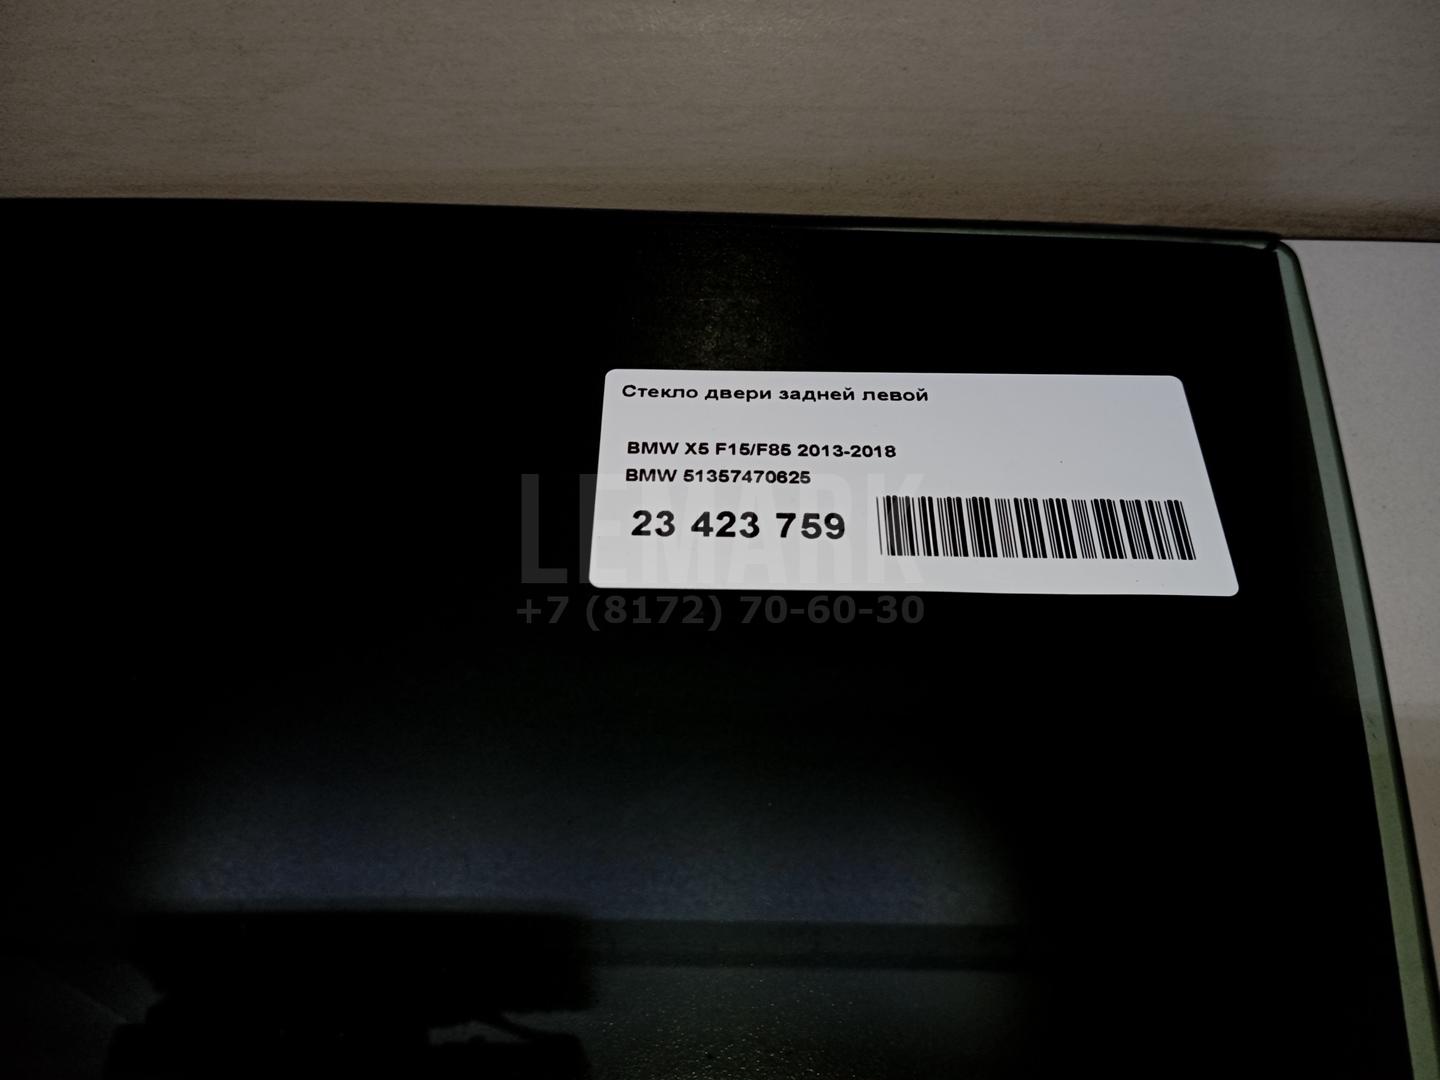 Стекло двери задней левой
BMW X5 F15/F85 2013-2018
BMW 51357470625
23 423 759
LEMARK
+7 (8172) 70-60-30